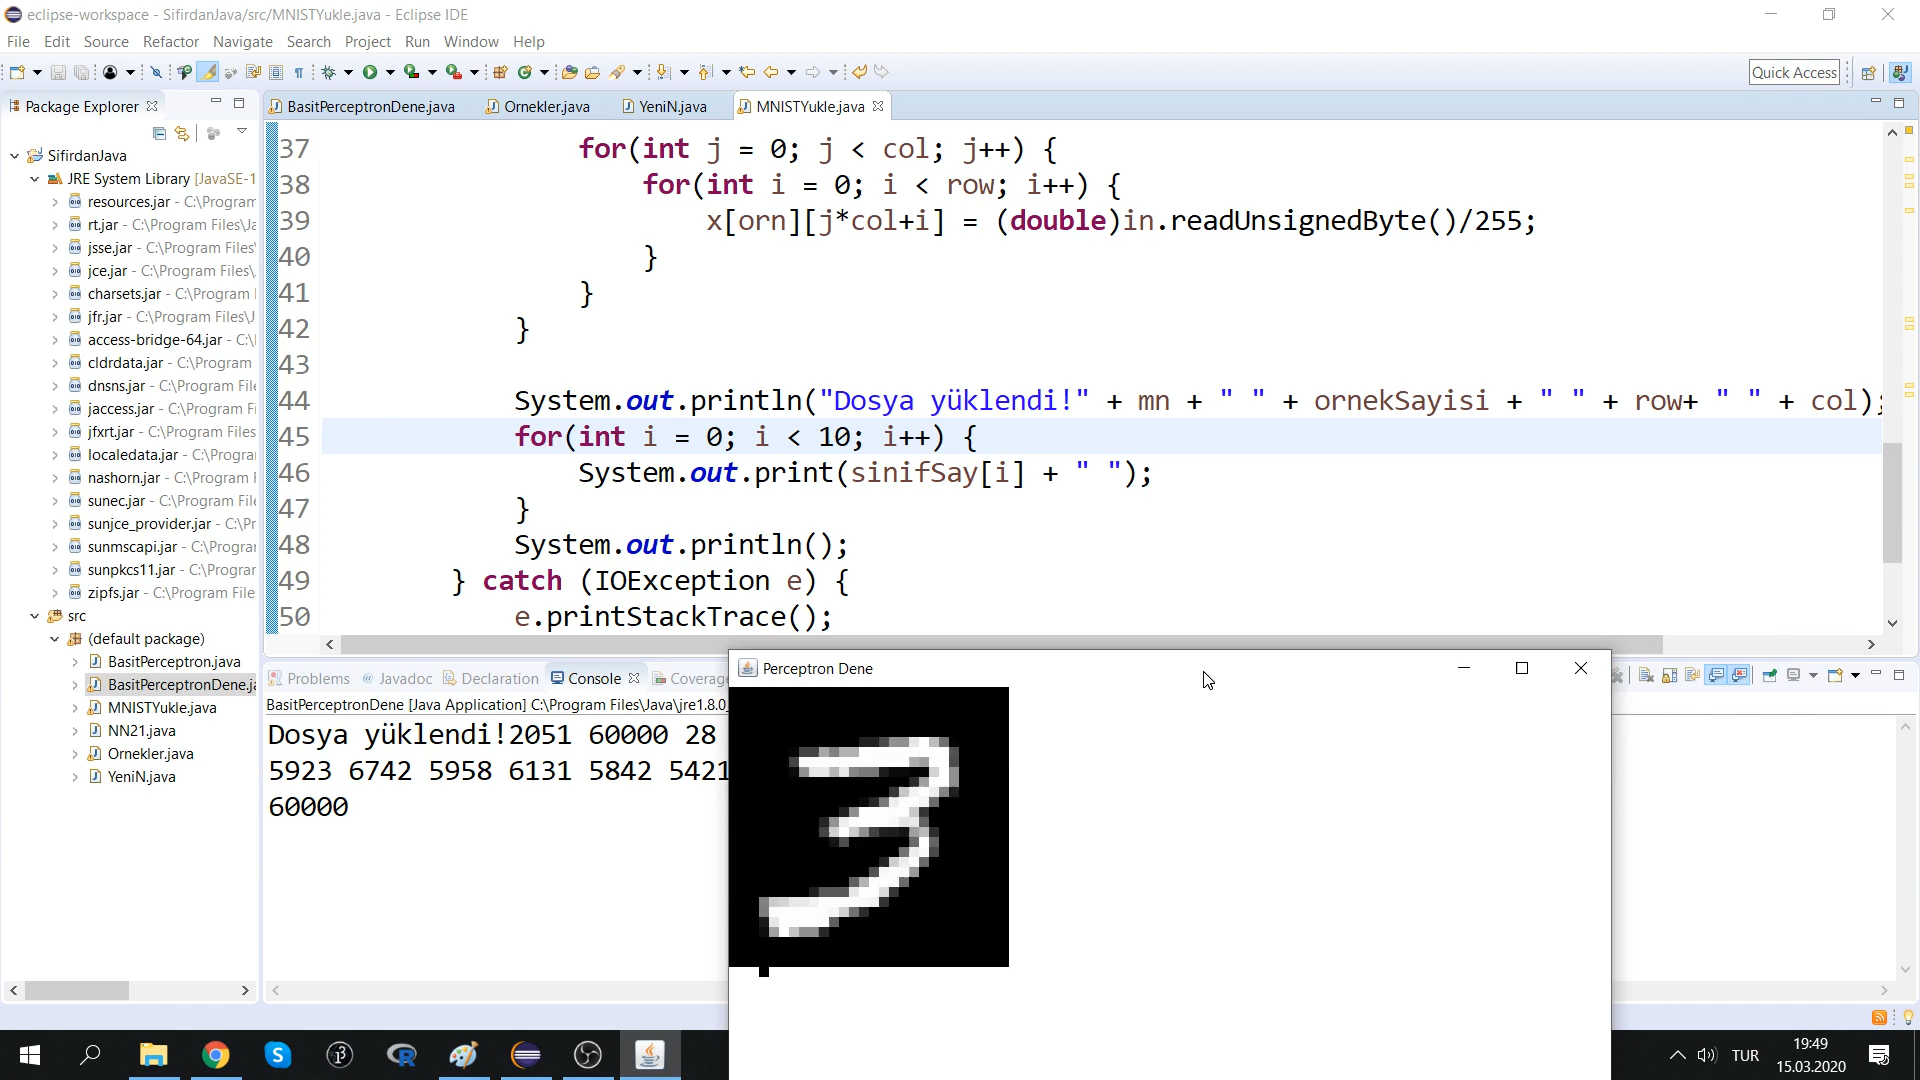 eclipse-workspace - SifirdanJava/src/MNISTYukle.java - Eclipse IDE
File Edit Source Refactor Navigate Search Project Run Window Help
Quick Access
Package Explorer
BasitPerceptronDene.java Ornekler.java YeniN.java MNISTYukle.java
SifirdanJava
JRE System Library [JavaSE-1
resources.jar - C:\Program
rt.jar - C:\Program Files\Ja
jsse.jar - C:\Program Files\
jce.jar - C:\Program Files\
charsets.jar - C:\Program
jfr.jar - C:\Program Files\J
access-bridge-64.jar - C:\
cldrdata.jar - C:\Program
dnsns.jar - C:\Program File
jaccess.jar - C:\Program F
jfxrt.jar - C:\Program Files
localedata.jar - C:\Progra
nashorn.jar - C:\Program
sunec.jar - C:\Program File
sunjce_provider.jar - C:\Pr
sunmscapi.jar - C:\Progra
sunpkcs11.jar - C:\Progra
zipfs.jar - C:\Program File
src
(default package)
BasitPerceptron.java
BasitPerceptronDene.ja
MNISTYukle.java
NN21.java
Ornekler.java
YeniN.java
37 for(int j = 0; j < col; j++) {
38 for(int i = 0; i < row; i++) {
39 x[orn][j*col+i] = (double)in.readUnsignedByte()/255;
40 }
41 }
42 }
43
44 System.out.println("Dosya yüklendi!" + mn + " " + ornekSayisi + " " + row+ " " + col);
45 for(int i = 0; i < 10; i++) {
46 System.out.print(sinifSay[i] + " ");
47 }
48 System.out.println();
49 } catch (IOException e) {
50 e.printStackTrace();
Problems Javadoc Declaration Console Coverage
BasitPerceptronDene [Java Application] C:\Program Files\Java\jre1.8.0_
Dosya yüklendi!2051 60000 28
5923 6742 5958 6131 5842 5421
60000
Perceptron Dene
3
TUR
19:49
15.03.2020